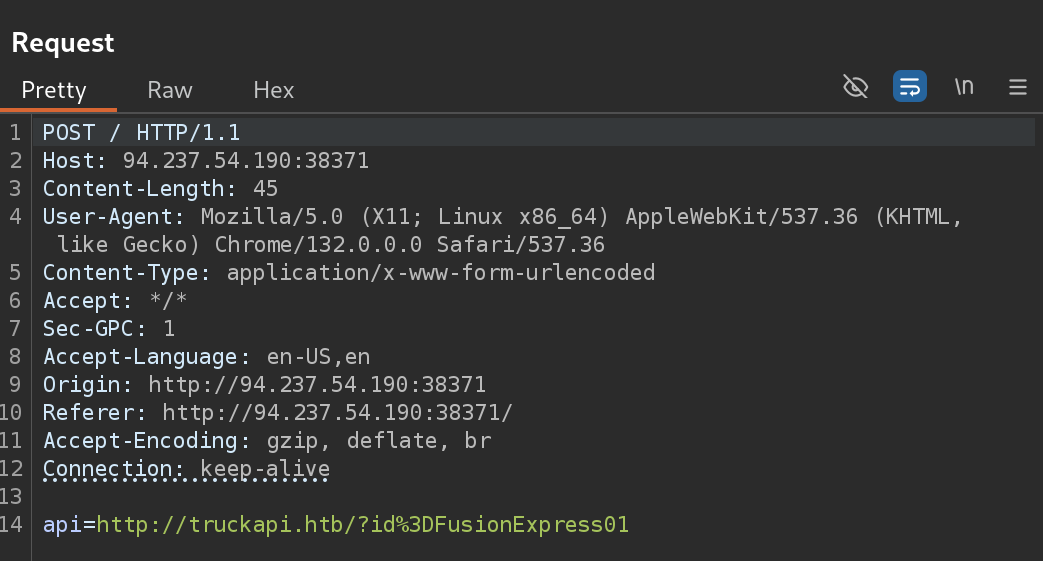 Request
Pretty Raw Hex
\n
1 POST / HTTP/1.1
2 Host: 94.237.54.190:38371
3 Content-Length: 45
4 User-Agent: Mozilla/5.0 (X11; Linux x86_64) AppleWebKit/537.36 (KHTML,
like Gecko) Chrome/132.0.0.0 Safari/537.36
5 Content-Type: application/x-www-form-urlencoded
6 Accept: */*
7 Sec-GPC: 1
8 Accept-Language: en-US,en
9 Origin: http://94.237.54.190:38371
10 Referer: http://94.237.54.190:38371/
11 Accept-Encoding: gzip, deflate, br
12 Connection: keep-alive
13
14 api=http://truckapi.htb/?id%3DFusionExpress01